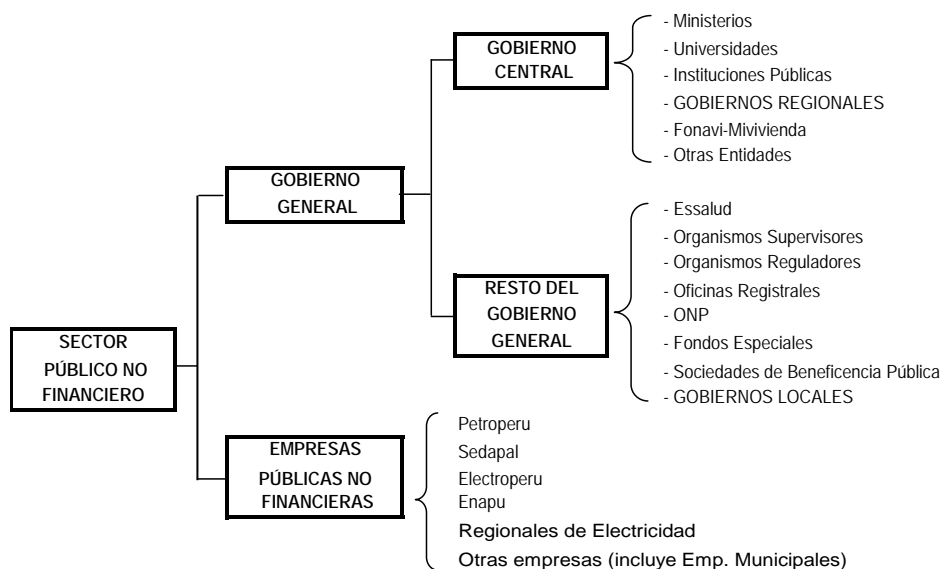 SECTOR
PÚBLICO NO
FINANCIERO
GOBIERNO
GENERAL
GOBIERNO
CENTRAL
- Ministerios
- Universidades
- Instituciones Públicas
- GOBIERNOS REGIONALES
- Fonavi-Mivivienda
- Otras Entidades
RESTO DEL
GOBIERNO
GENERAL
- Essalud
- Organismos Supervisores
- Organismos Reguladores
- Oficinas Registrales
- ONP
- Fondos Especiales
- Sociedades de Beneficencia Pública
- GOBIERNOS LOCALES
EMPRESAS
PÚBLICAS NO
FINANCIERAS
Petroperu
Sedapal
Electroperu
Enapu
Regionales de Electricidad
Otras empresas (incluye Emp. Municipales)